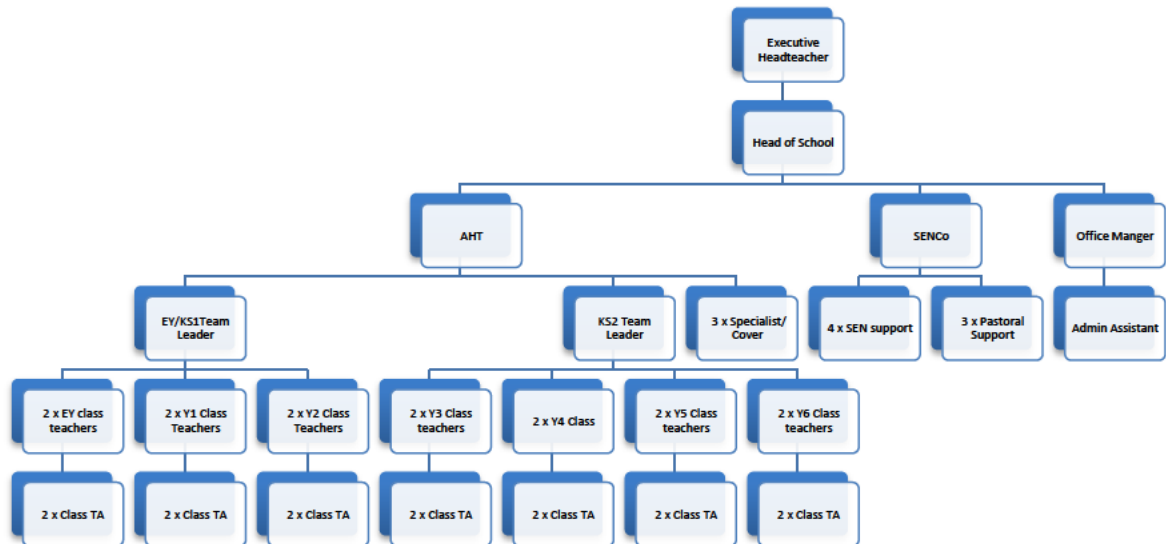 Executive
Headteacher
Head of School
AHT
SENCo
Office Manger
EY/KS1Team
Leader
KS2 Team
Leader
3 x Specialist/
Cover
4 x SEN support
3 x Pastoral
Support
Admin Assistant
2 x EY class
teachers
2 x Y1 Class
Teachers
2 x Y2 Class
Teachers
2 x Y3 Class
teachers
2 x Y4 Class
2 x Y5 Class
teachers
2 x Y6 Class
teachers
2 x Class TA
2 x Class TA
2 x Class TA
2 x Class TA
2 x Class TA
2 x Class TA
2 x Class TA